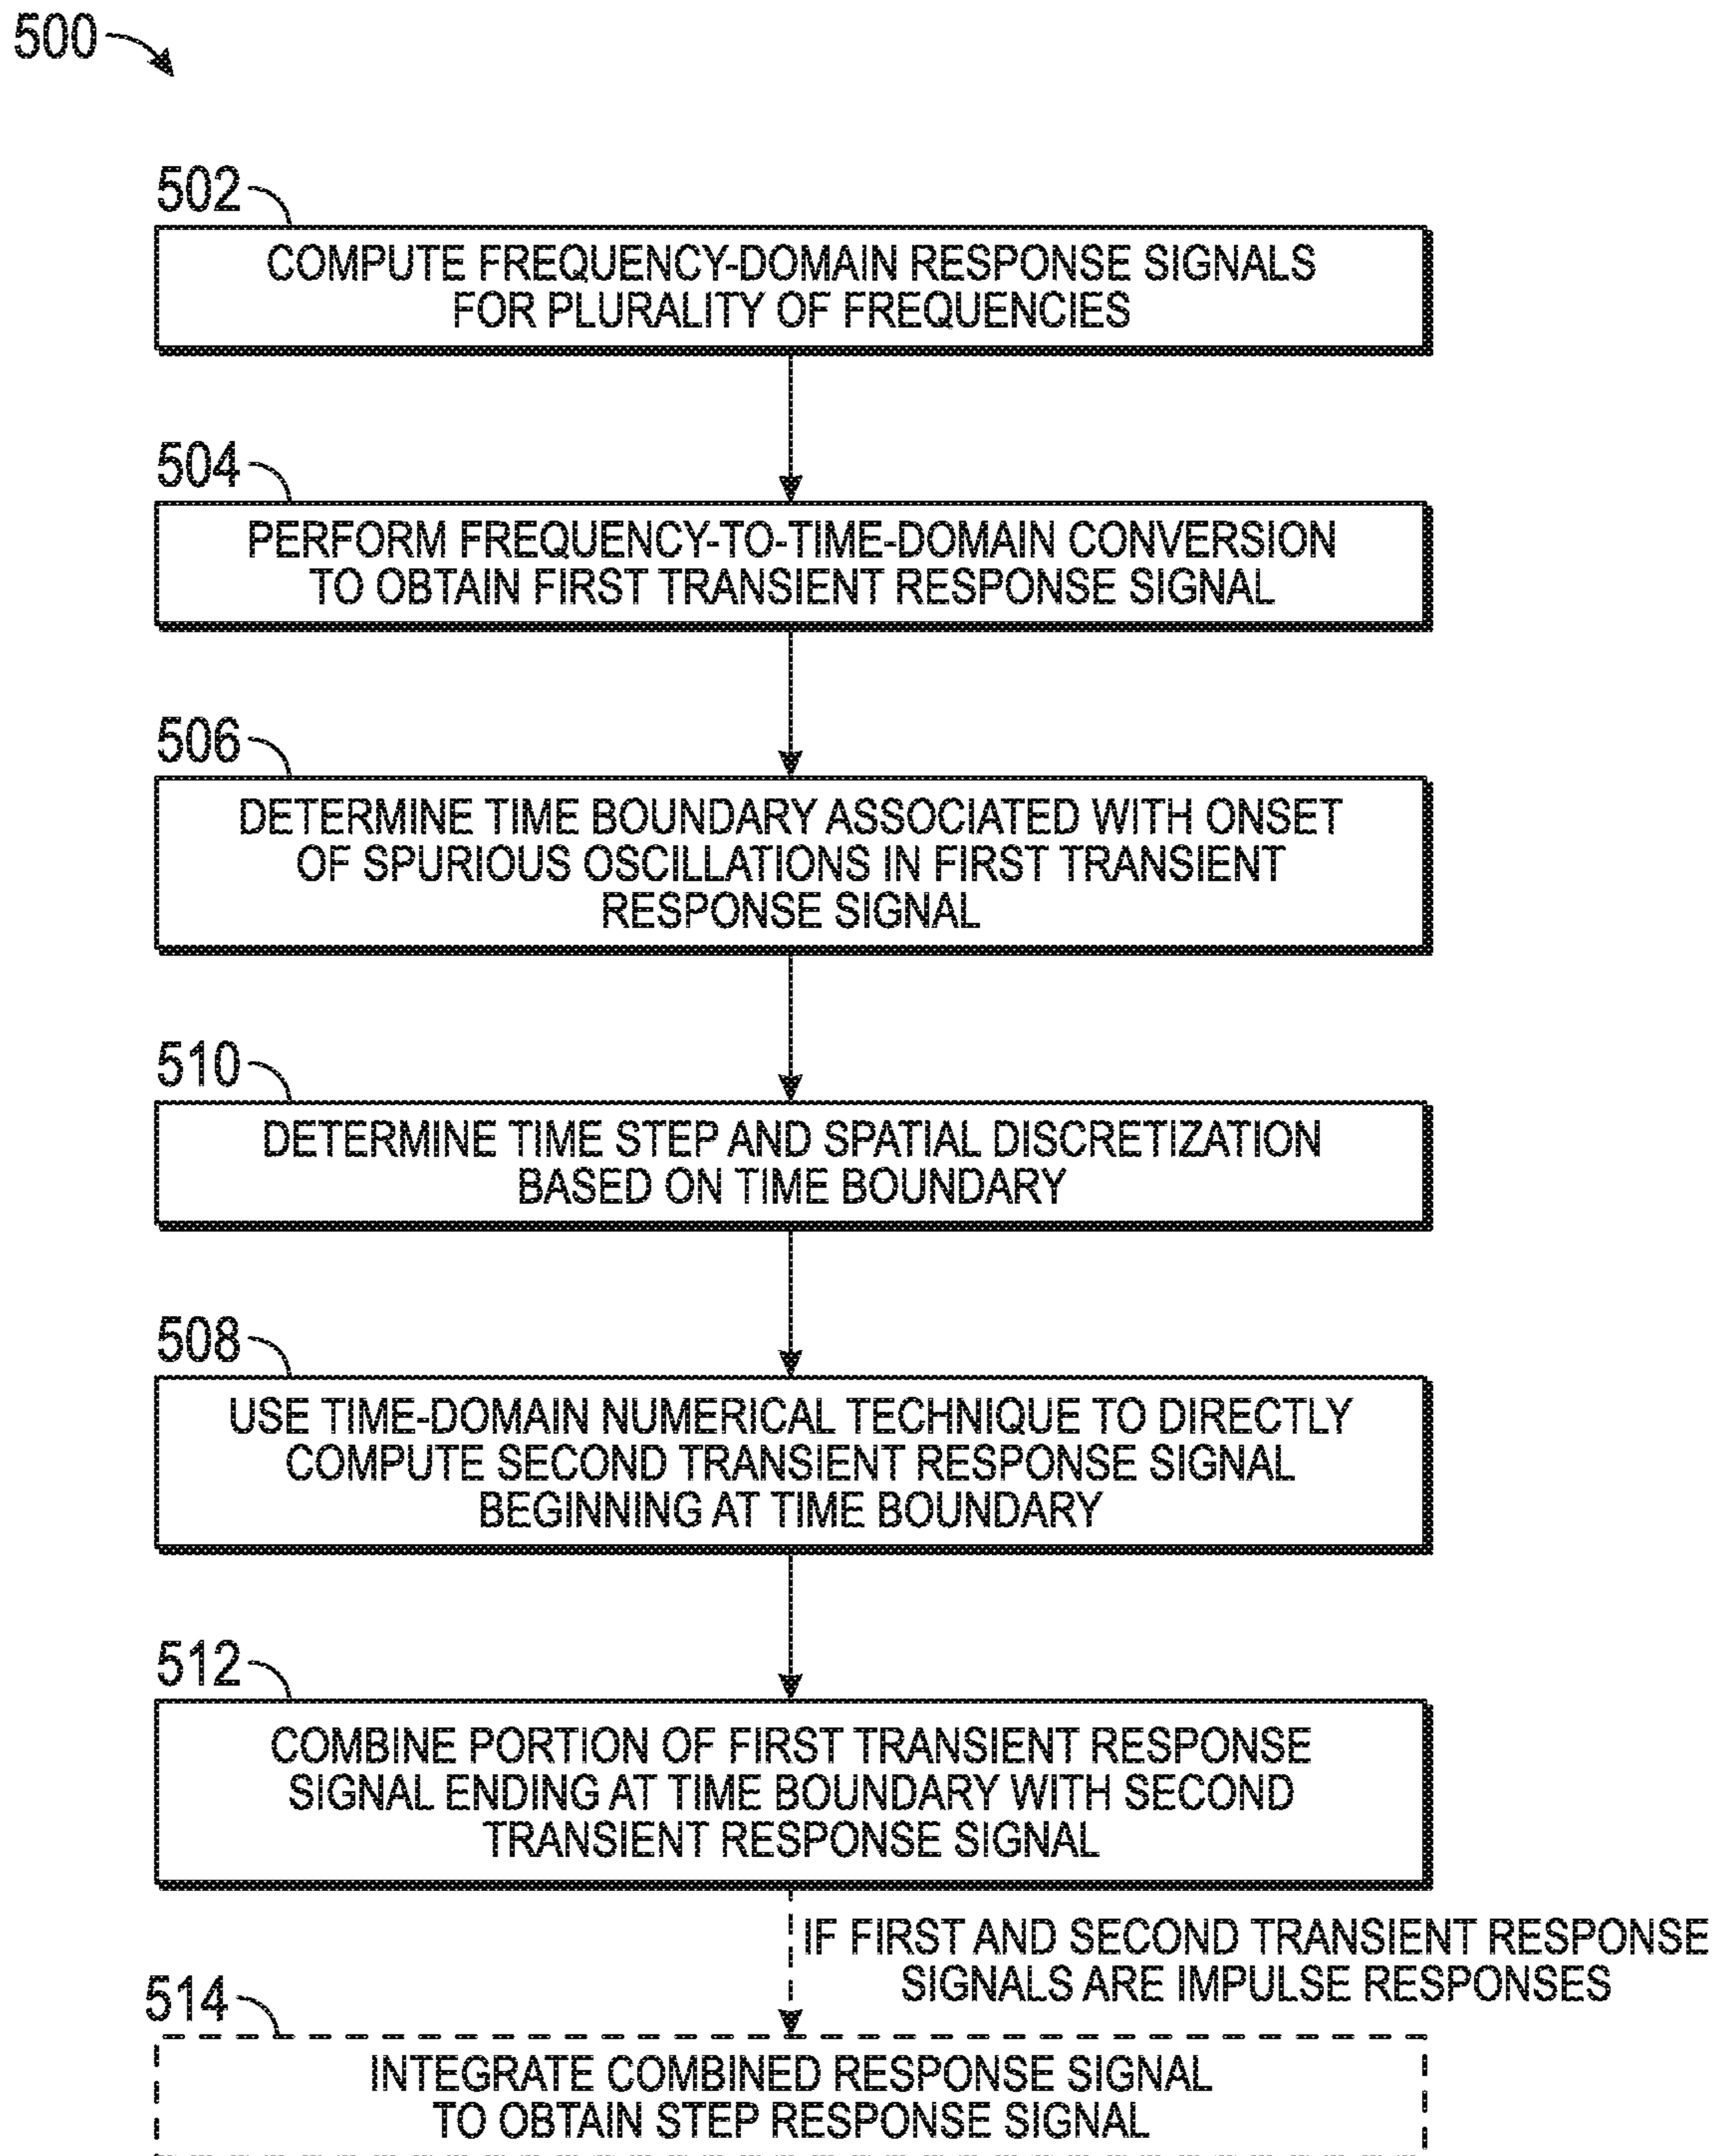 500
502
COMPUTE FREQUENCY-DOMAIN RESPONSE SIGNALS
FOR PLURALITY OF FREQUENCIES
504
PERFORM FREQUENCY-TO-TIME-DOMAIN CONVERSION
TO OBTAIN FIRST TRANSIENT RESPONSE SIGNAL
506
DETERMINE TIME BOUNDARY ASSOCIATED WITH ONSET
OF SPURIOUS OSCILLATIONS IN FIRST TRANSIENT
RESPONSE SIGNAL
510
DETERMINE TIME STEP AND SPATIAL DISCRETIZATION
BASED ON TIME BOUNDARY
508
USE TIME-DOMAIN NUMERICAL TECHNIQUE TO DIRECTLY
COMPUTE SECOND TRANSIENT RESPONSE SIGNAL
BEGINNING AT TIME BOUNDARY
512
COMBINE PORTION OF FIRST TRANSIENT RESPONSE
SIGNAL ENDING AT TIME BOUNDARY WITH SECOND
TRANSIENT RESPONSE SIGNAL
IF FIRST AND SECOND TRANSIENT RESPONSE
SIGNALS ARE IMPULSE RESPONSES
514
INTEGRATE COMBINED RESPONSE SIGNAL
TO OBTAIN STEP RESPONSE SIGNAL